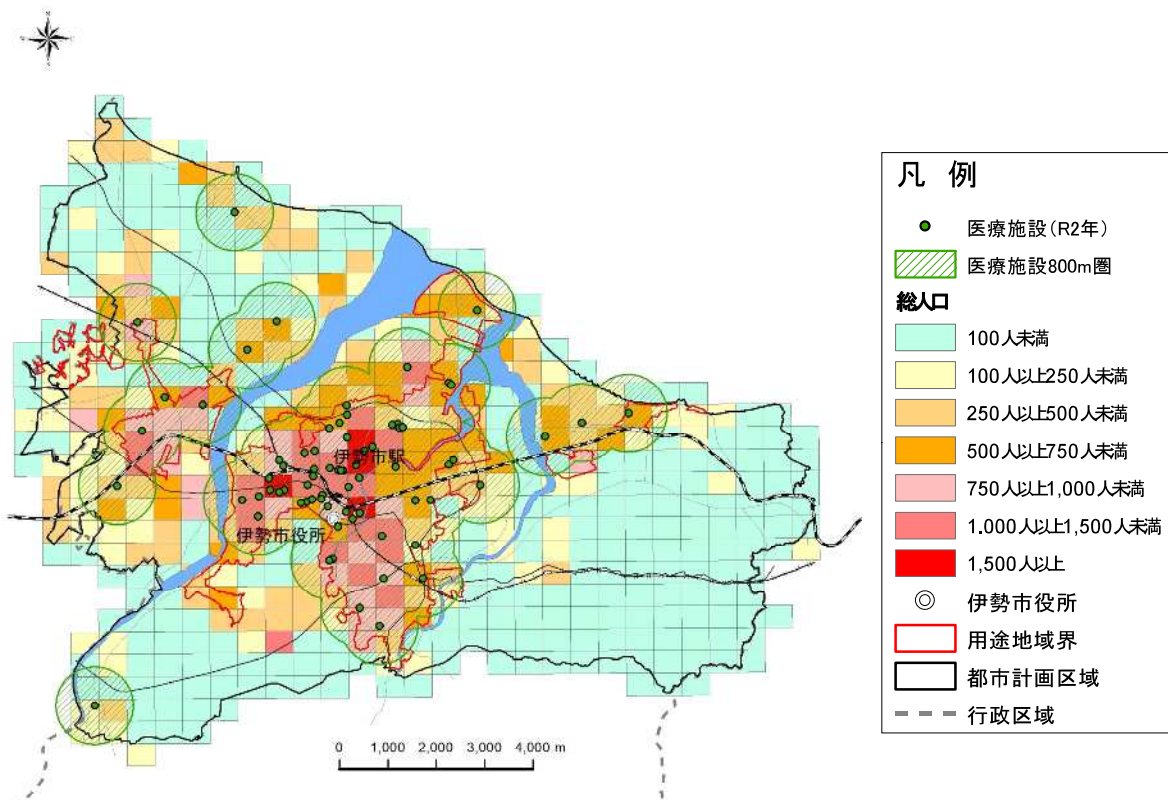 伊勢市駅
伊勢市役所
0 1,000 2,000 3,000 4,000 m
凡 例
医療施設(R2年)
医療施設800m圏
総人口
100人未満
100人以上250人未満
250人以上500人未満
500人以上750人未満
750人以上1,000人未満
1,000人以上1,500人未満
1,500人以上
伊勢市役所
用途地域界
都市計画区域
行政区域